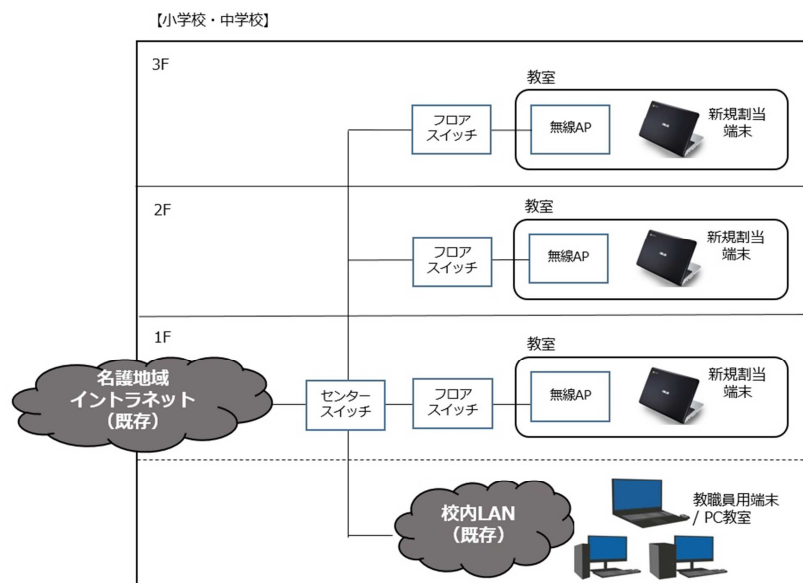 【小学校・中学校】
3F
教室
フロア
スイッチ
無線AP
新規割当
端末
2F
教室
フロア
スイッチ
無線AP
新規割当
端末
1F
教室
名護地域
イントラネット
（既存）
センター
スイッチ
フロア
スイッチ
無線AP
新規割当
端末
校内LAN
（既存）
教職員用端末
/ PC教室